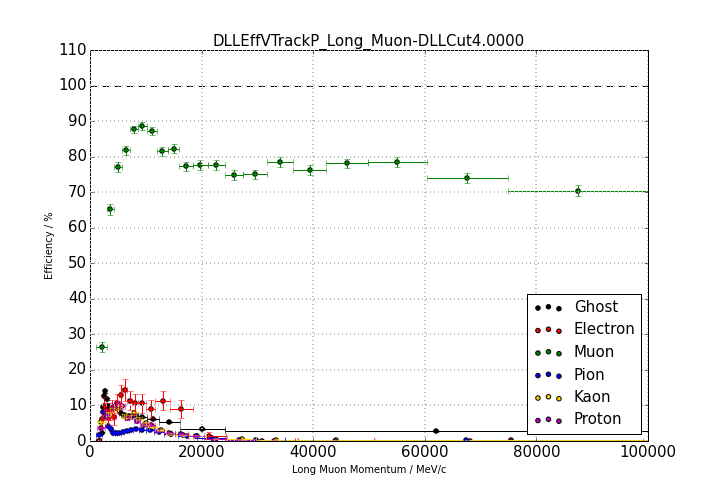 DLLEffVTrackP_Long_Muon-DLLCut4.0000
110
100
90
80
70
60
50
40
30
20
10
0
Efficiency / %
Ghost
Electron
Muon
Pion
Kaon
Proton
0 20000 40000 60000 80000 100000
Long Muon Momentum / MeV/c